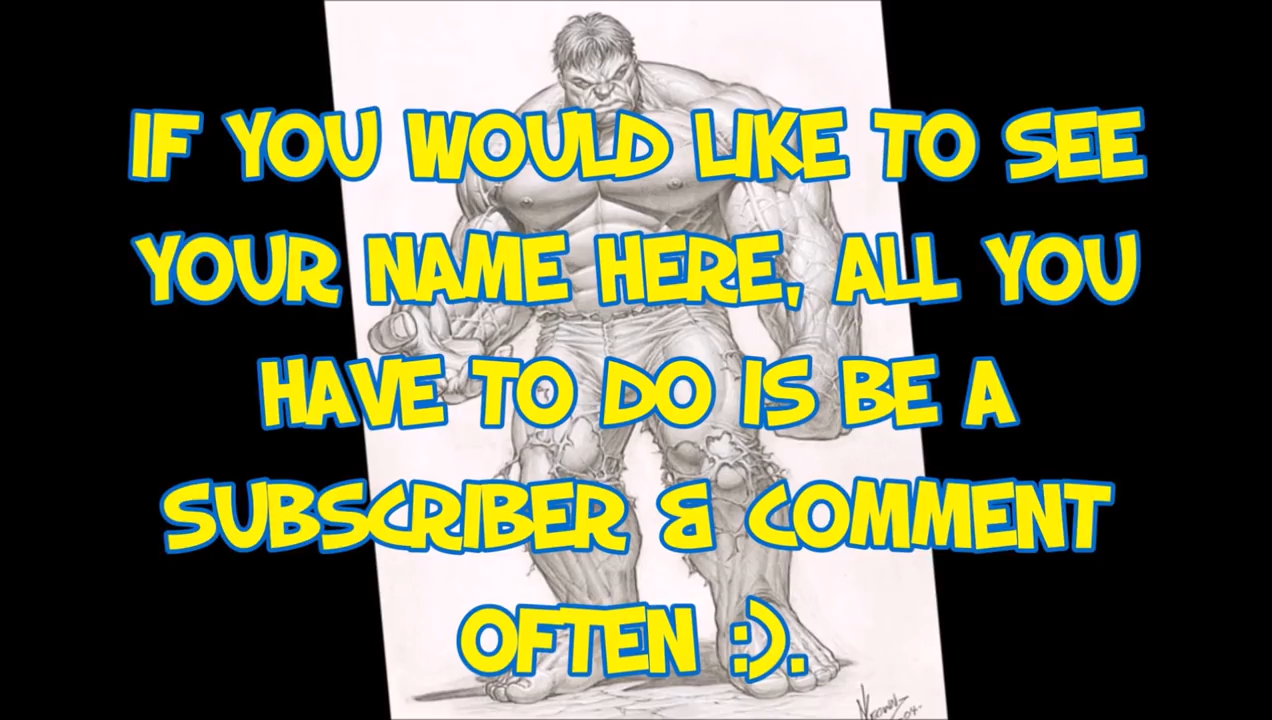 IF YOU WOULD LIKE TO SEE
YOUR NAME HERE, ALL YOU
HAVE TO DO IS BE A
SUBSCRIBER & COMMENT
OFTEN :).